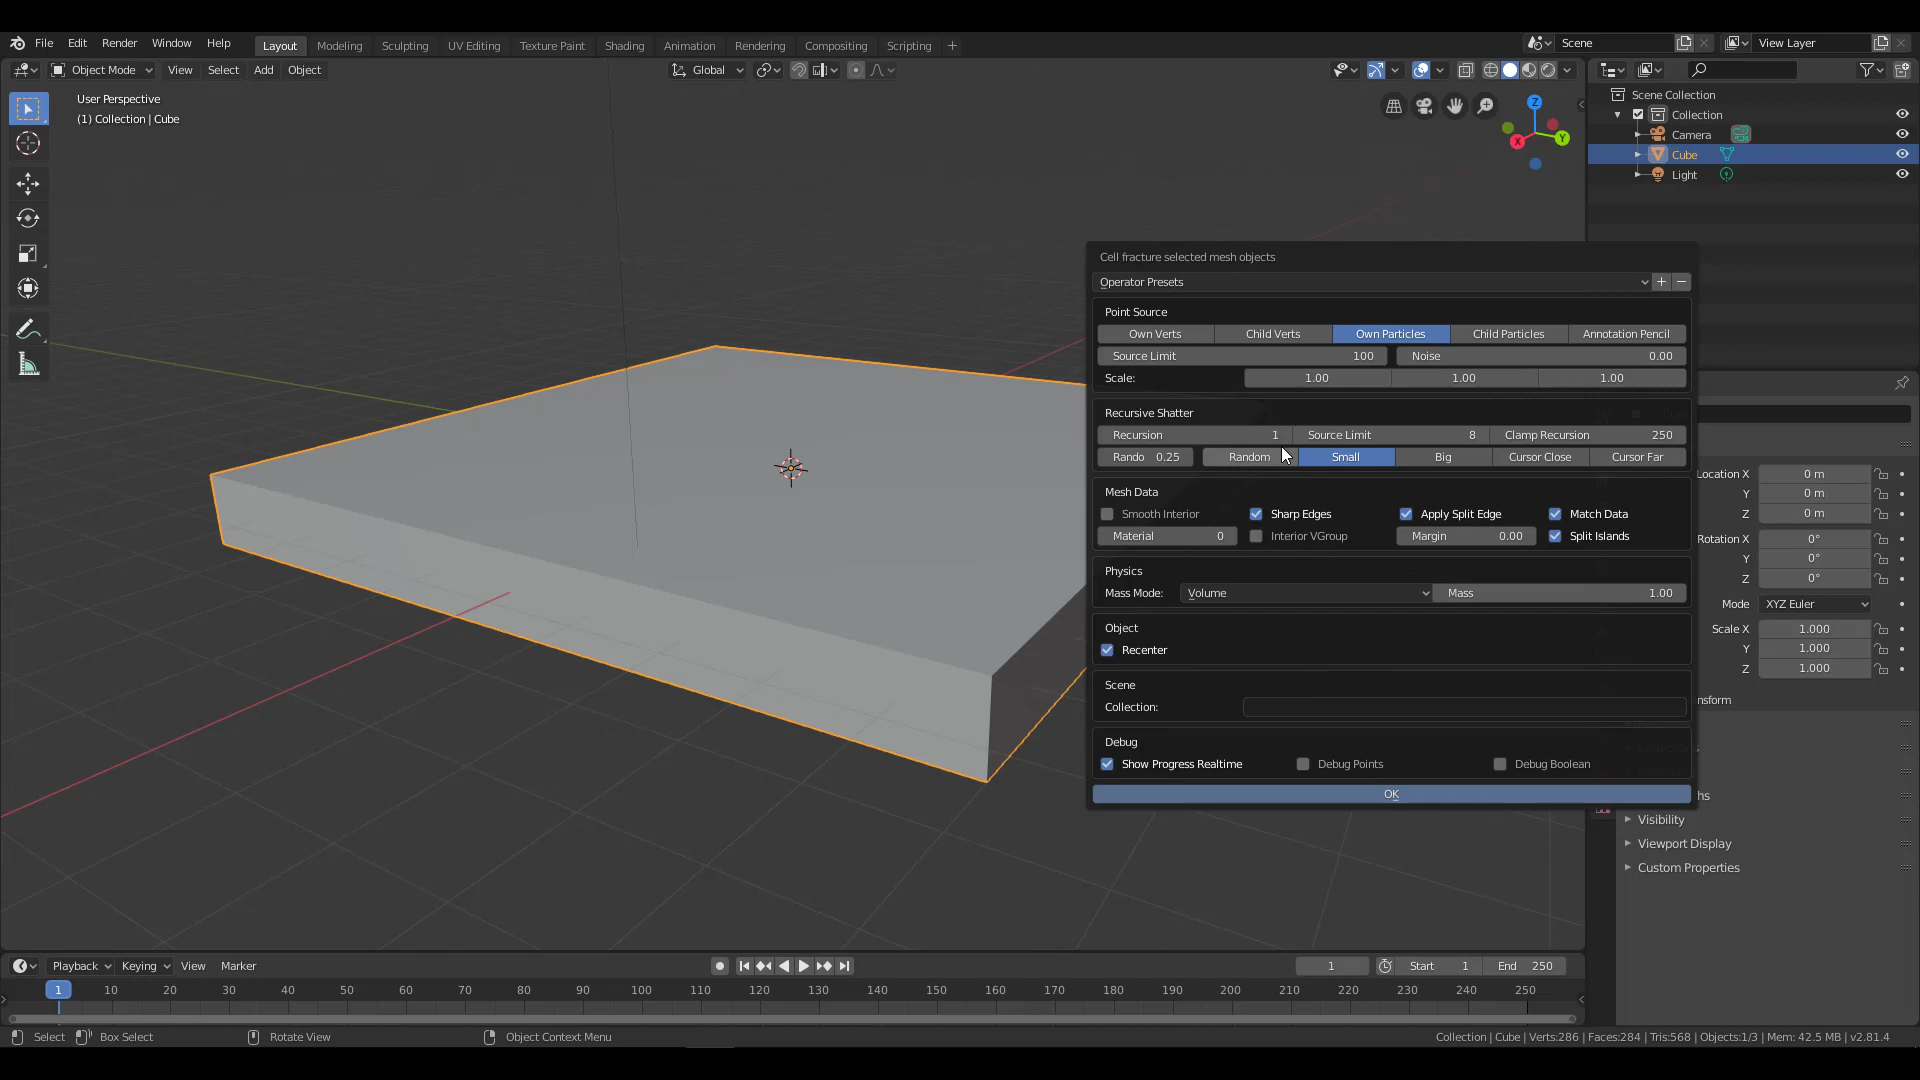 File Edit Render Window Help Layout Modeling Sculpting UV Editing Texture Paint Shading Animation Rendering Compositing Scripting + Scene View Layer
Object Mode View Select Add Object Global
User Perspective
(1) Collection | Cube
Z
Y
X
Scene Collection
Collection
Camera
Cube
Light
Cell fracture selected mesh objects
Operator Presets
Point Source
Own Verts Child Verts Own Particles Child Particles Annotation Pencil
Source Limit 100 Noise 0.00
Scale: 1.00 1.00 1.00
Recursive Shatter
Recursion 1 Source Limit 8 Clamp Recursion 250
Rando 0.25 Random Small Big Cursor Close Cursor Far
Mesh Data
Smooth Interior Sharp Edges Apply Split Edge Match Data
Material 0 Interior VGroup Margin 0.00 Split Islands
Physics
Mass Mode: Volume Mass 1.00
Object
Recenter
Scene
Collection:
Debug
Show Progress Realtime Debug Points Debug Boolean
OK
Location X 0 m
Y 0 m
Z 0 m
Rotation X 0°
Y 0°
Z 0°
Mode XYZ Euler
Scale X 1.000
Y 1.000
Z 1.000
nsform
hs
Visibility
Viewport Display
Custom Properties
Playback Keying View Marker 1 Start 1 End 250
1 10 20 30 40 50 60 70 80 90 100 110 120 130 140 150 160 170 180 190 200 210 220 230 240 250
Select Box Select Rotate View Object Context Menu Collection | Cube | Verts:286 | Faces:284 | Tris:568 | Objects:1/3 | Mem: 42.5 MB | v2.81.4